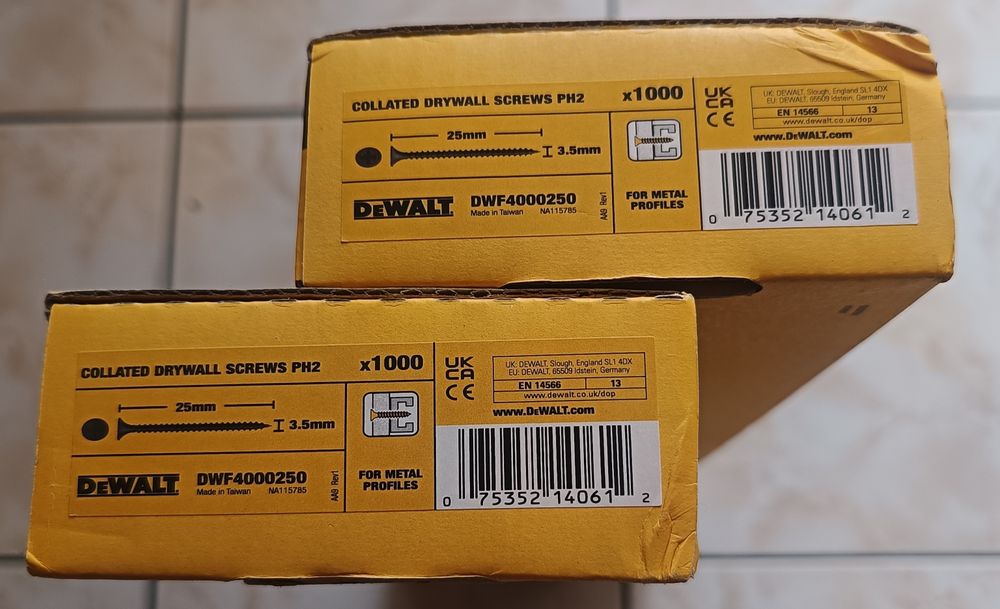 COLLATED DRYWALL SCREWS PH2
x1000
25mm
3.5mm
DEWALT
DWF4000250
Made in Taiwan
NA115785
AA9 Rev1
FOR METAL
PROFILES
UK
CA
CE
UK: DEWALT, Slough, England SL1 4DX
EU: DEWALT, 65509 Idstein, Germany
EN 14566
13
www.dewalt.co.uk/dop
www.DEWALT.com
0 75352 14061 2
COLLATED DRYWALL SCREWS PH2
x1000
25mm
3.5mm
DEWALT
DWF4000250
Made in Taiwan
NA115785
AA9 Rev1
FOR METAL
PROFILES
UK
CA
CE
UK: DEWALT, Slough, England SL1 4DX
EU: DEWALT, 65509 Idstein, Germany
EN 14566
13
www.dewalt.co.uk/dop
www.DEWALT.com
0 75352 14061 2